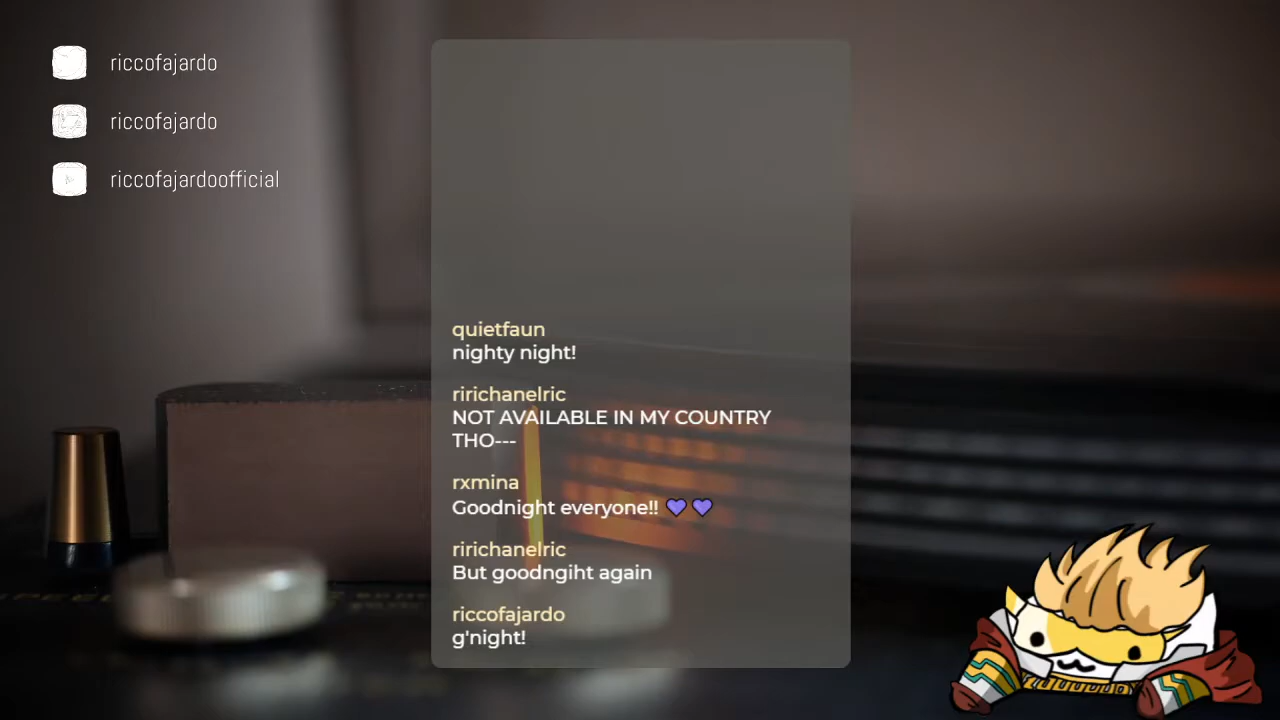 riccofajardo
riccofajardo
riccofajardoofficial
quietfaun
nighty night!
ririchanelric
NOT AVAILABLE IN MY COUNTRY
THO---
rxmina
Goodnight everyone!! 💜 💜
ririchanelric
But goodngiht again
riccofajardo
g'night!